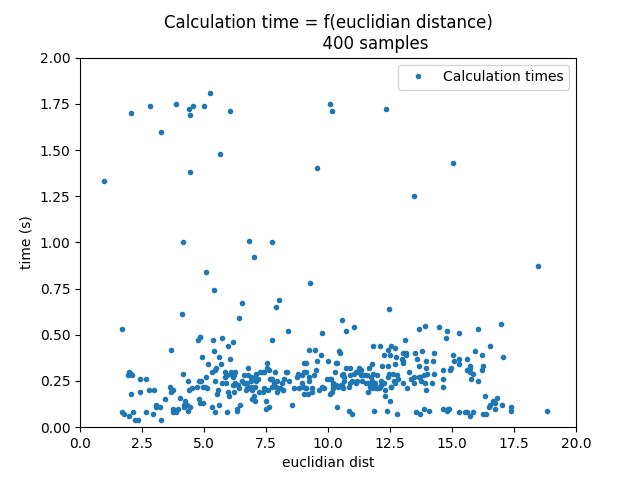 Calculation time = f(euclidian distance)
400 samples
Calculation times
2.00
1.75
1.50
1.25
1.00
0.75
0.50
0.25
0.00
time (s)
0.0 2.5 5.0 7.5 10.0 12.5 15.0 17.5 20.0
euclidian dist